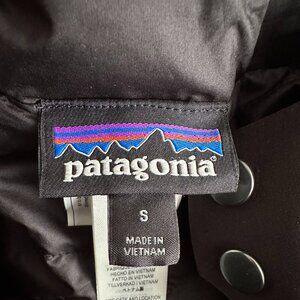 patagonia®
S
MADE IN
VIETNAM
HECHO EN VIETNAM
FATTO IN VIETNAM
TILLVERKAD I VIETNAM